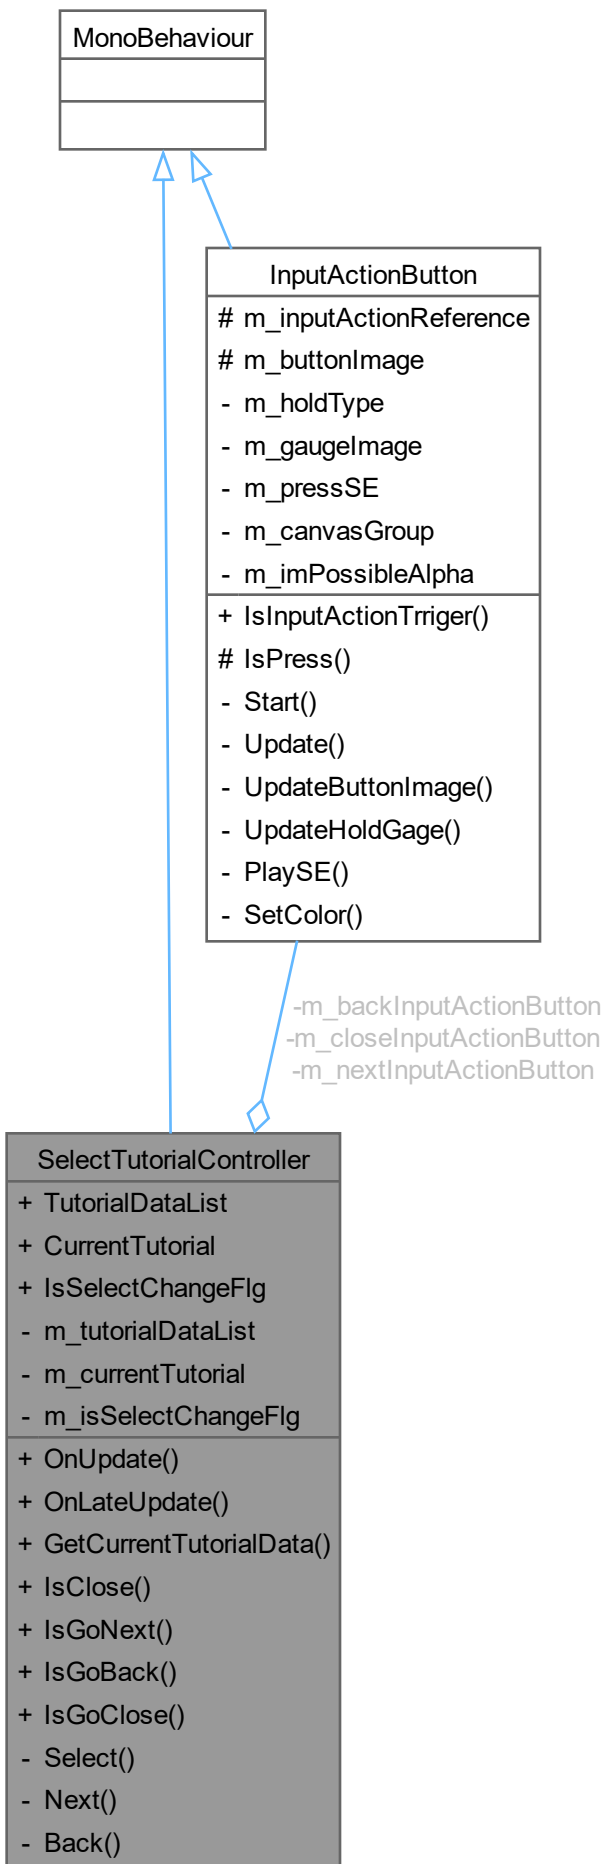 MonoBehaviour
InputActionButton
# m_inputActionReference
# m_buttonImage
- m_holdType
- m_gaugeImage
- m_pressSE
- m_canvasGroup
- m_imPossibleAlpha
+ IsInputActionTrriger()
# IsPress()
- Start()
- Update()
- UpdateButtonImage()
- UpdateHoldGage()
- PlaySE()
- SetColor()
-m_backInputActionButton
-m_closeInputActionButton
-m_nextInputActionButton
SelectTutorialController
+ TutorialDataList
+ CurrentTutorial
+ IsSelectChangeFlg
- m_tutorialDataList
- m_currentTutorial
- m_isSelectChangeFlg
+ OnUpdate()
+ OnLateUpdate()
+ GetCurrentTutorialData()
+ IsClose()
+ IsGoNext()
+ IsGoBack()
+ IsGoClose()
- Select()
- Next()
- Back()